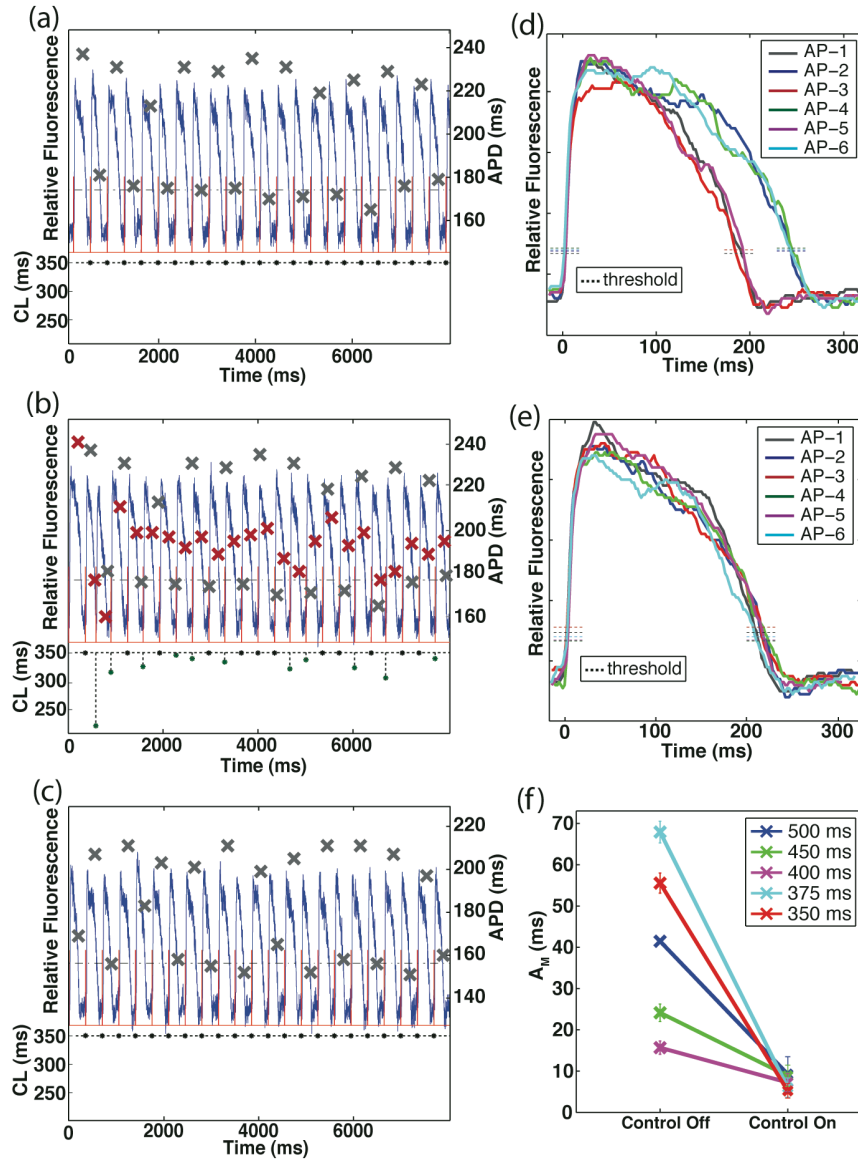 (a)
Relative Fluorescence
240
220
200
180
160
APD (ms)
CL (ms)
350
300
250
0
2000
4000
6000
Time (ms)
(b)
Relative Fluorescence
240
220
200
180
160
APD (ms)
CL (ms)
350
300
250
0
2000
4000
6000
Time (ms)
(c)
Relative Fluorescence
220
200
180
160
140
APD (ms)
CL (ms)
350
300
250
200
0
2000
4000
6000
Time (ms)
(d)
Relative Fluorescence
AP-1
AP-2
AP-3
AP-4
AP-5
AP-6
threshold
0
100
200
300
Time (ms)
(e)
Relative Fluorescence
AP-1
AP-2
AP-3
AP-4
AP-5
AP-6
threshold
0
100
200
300
Time (ms)
(f)
A_M (ms)
70
60
50
40
30
20
10
0
500 ms
450 ms
400 ms
375 ms
350 ms
Control Off
Control On